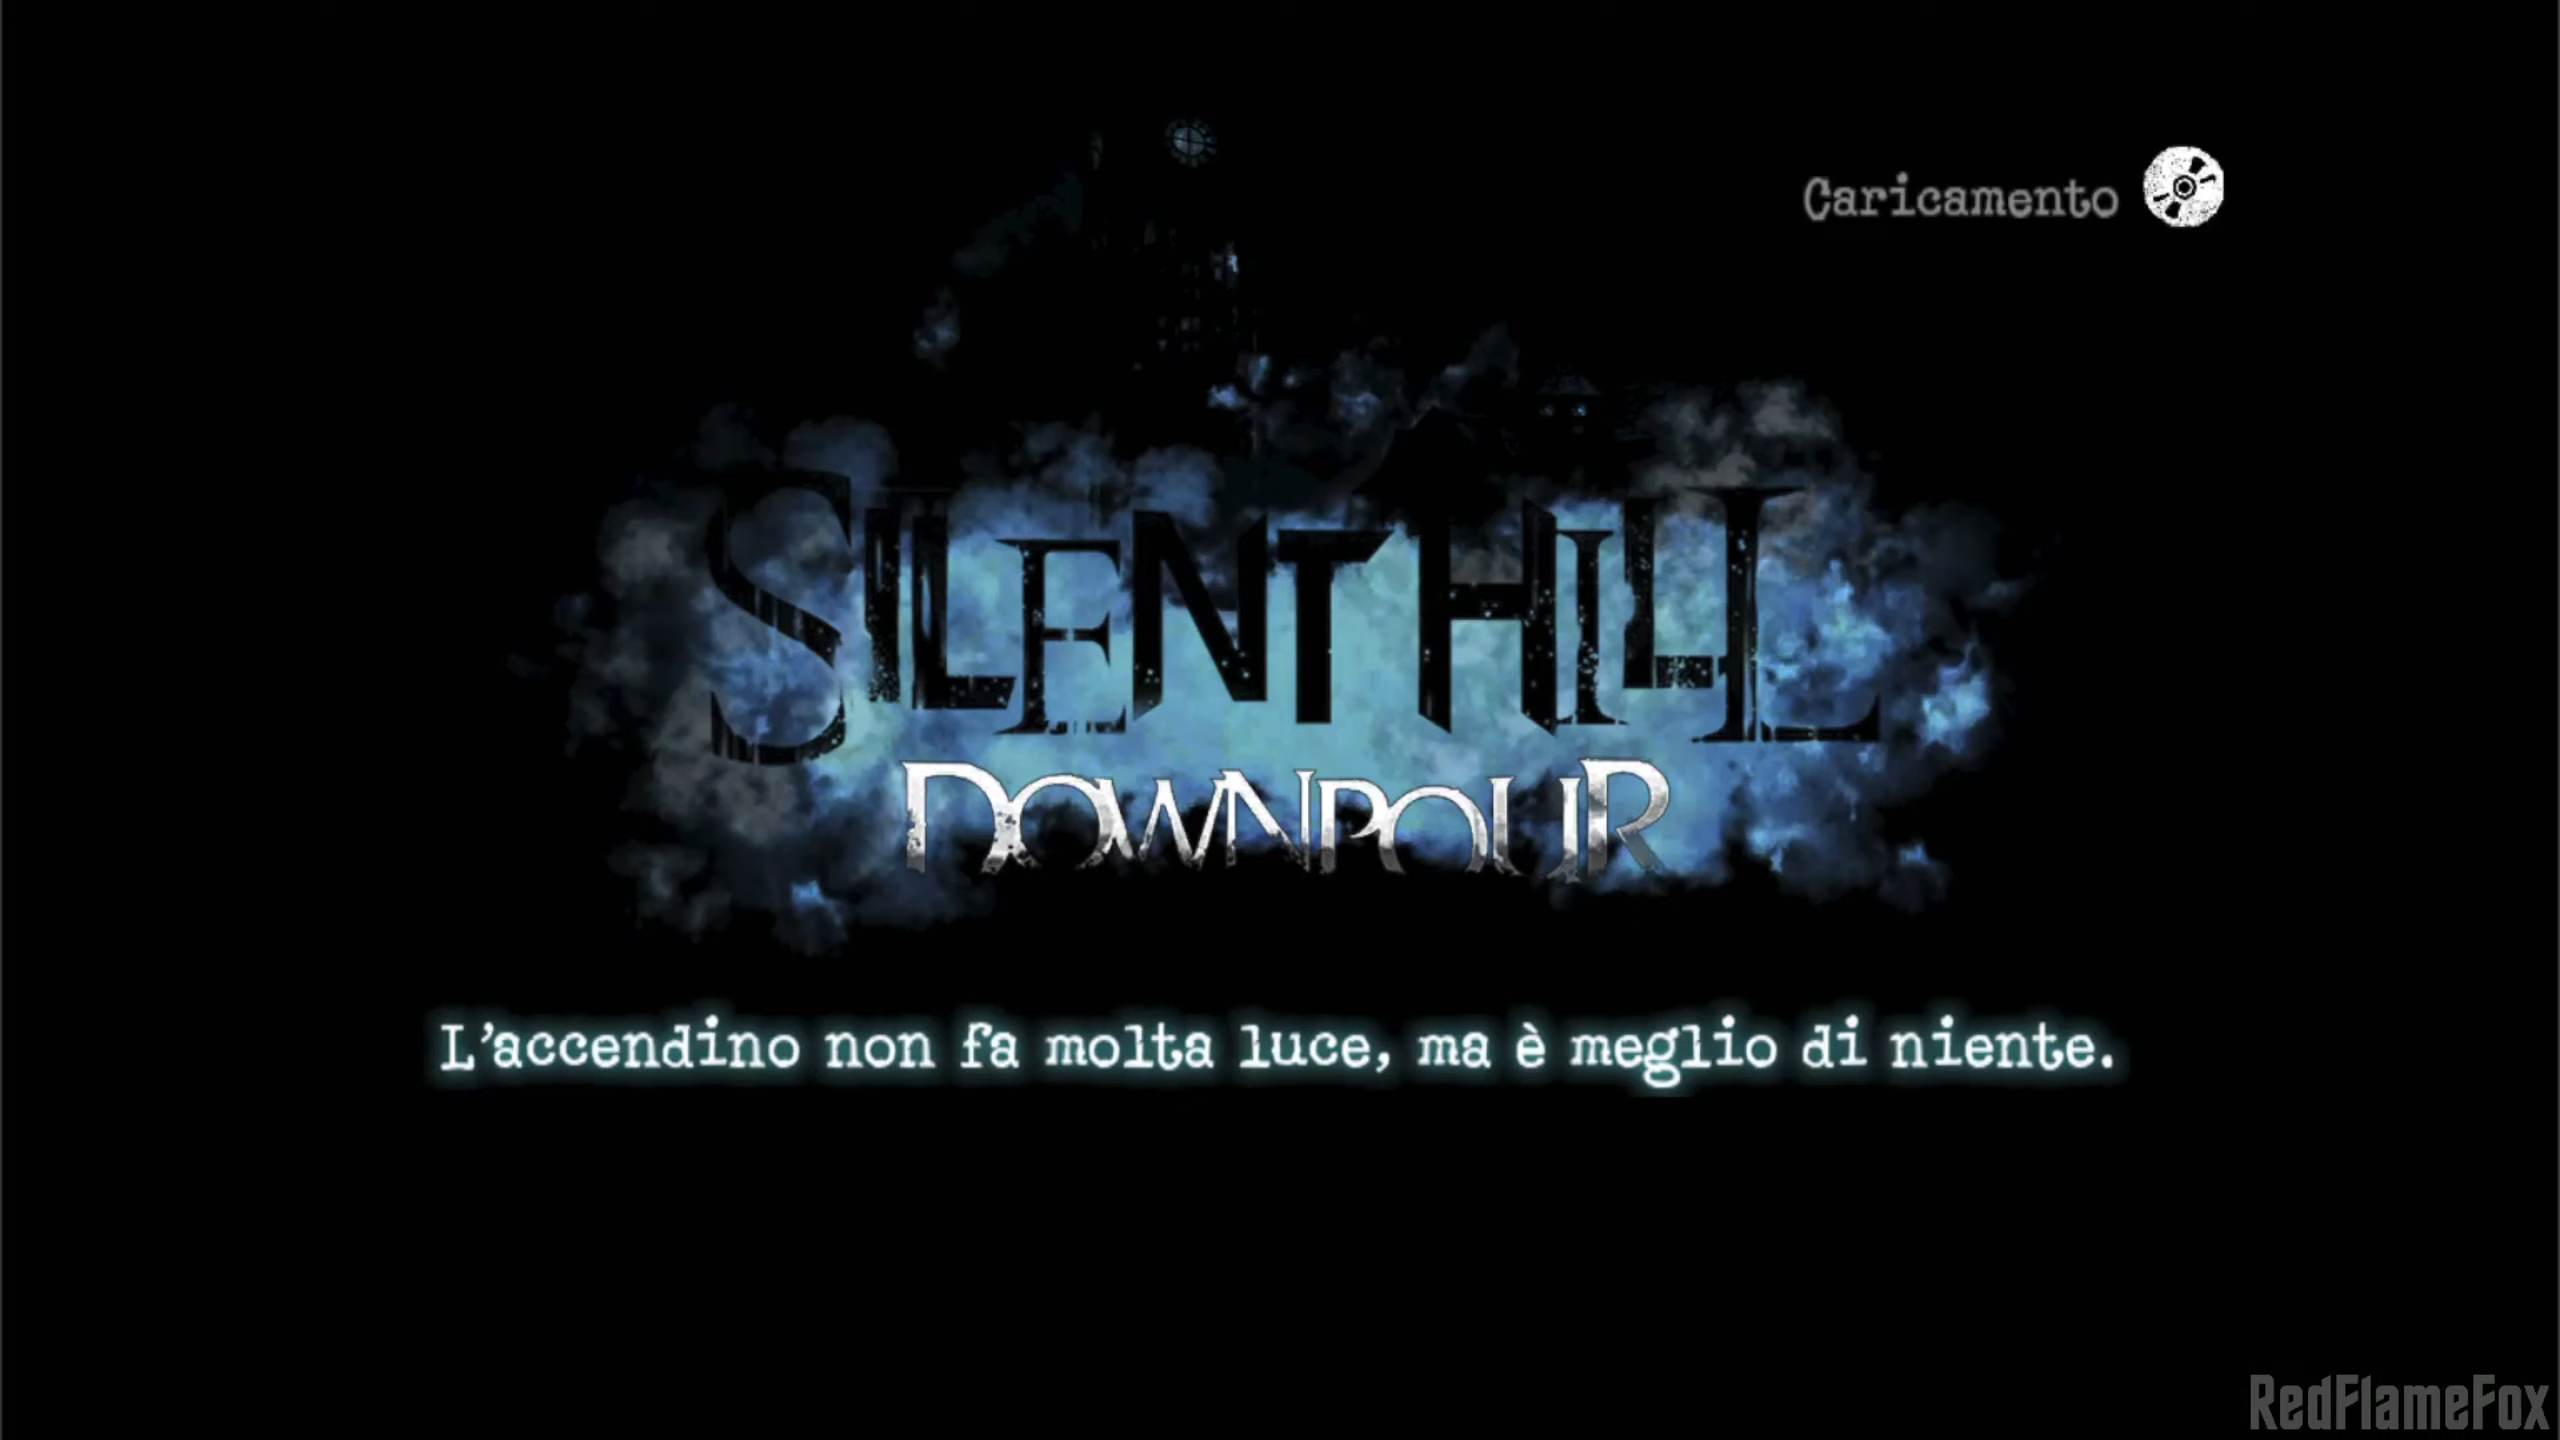 Caricamento
SILENT HILL
DOWNPOUR
L'accendino non fa molta luce, ma è meglio di niente.
RedFlameFox